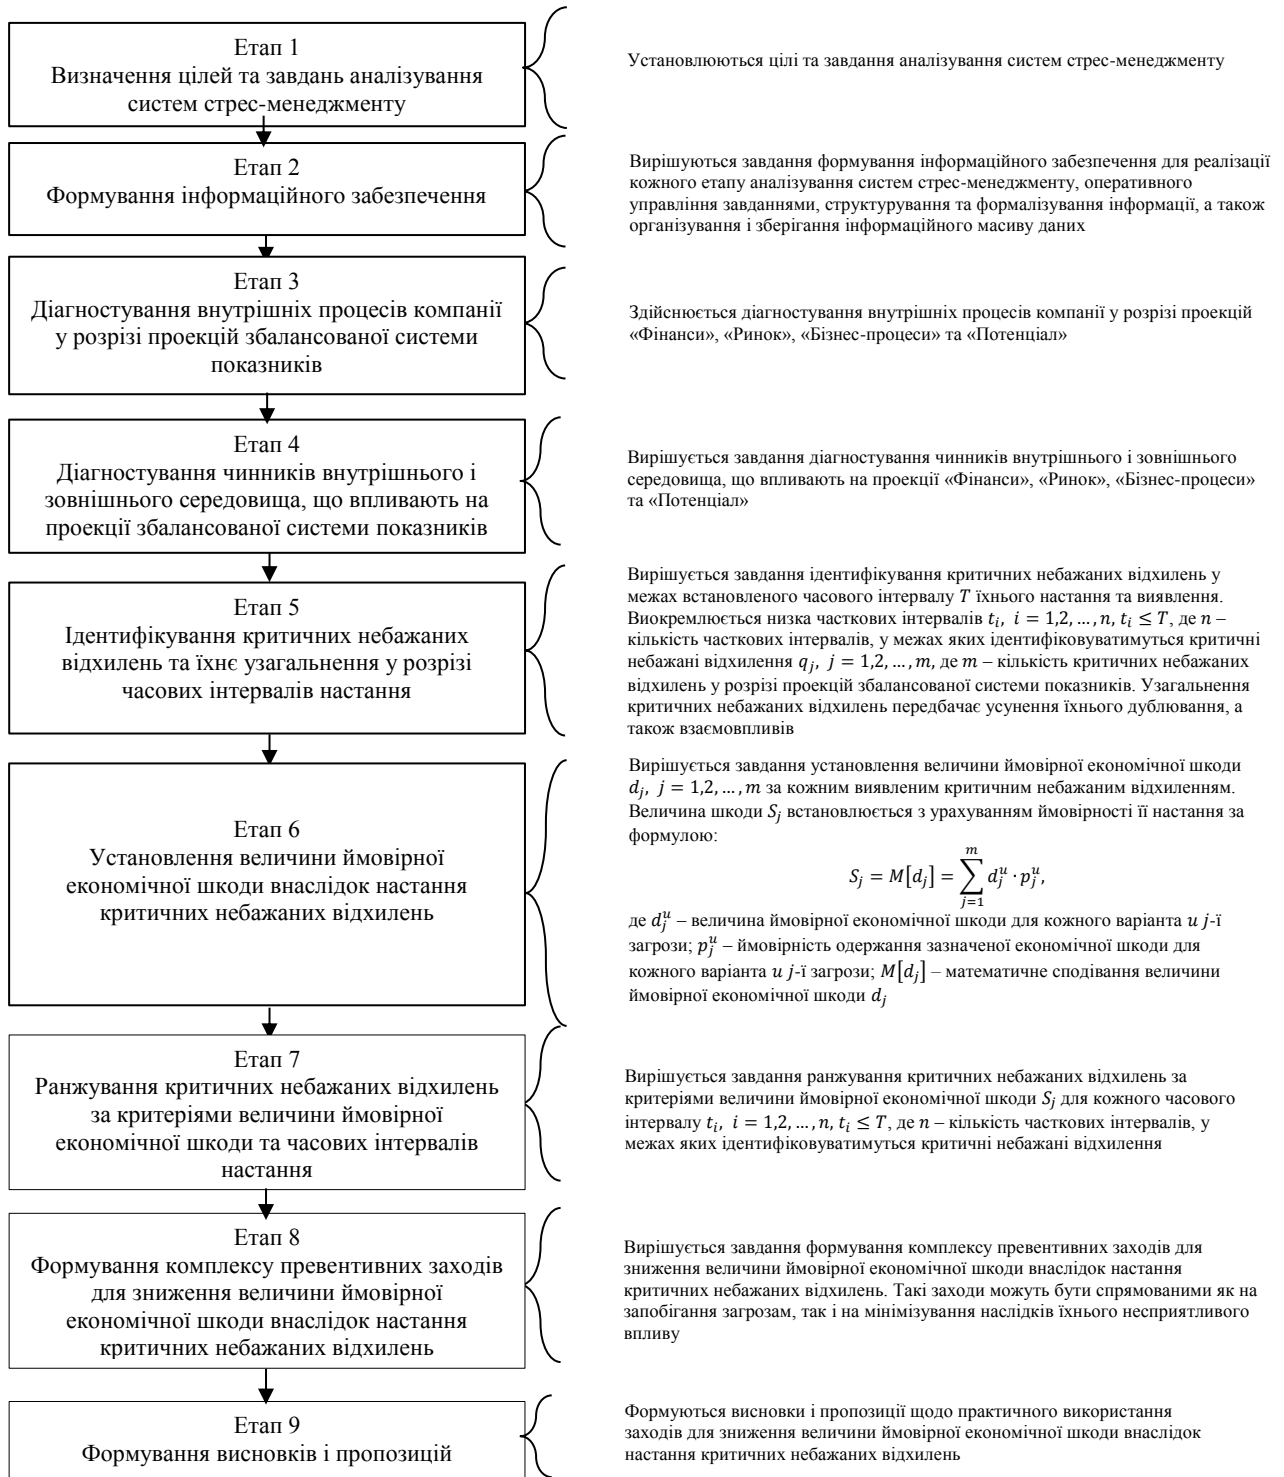 Етап 1
Визначення цілей та завдань аналізування
систем стрес-менеджменту
Установлюються цілі та завдання аналізування систем стрес-менеджменту
Етап 2
Формування інформаційного забезпечення
Вирішуються завдання формування інформаційного забезпечення для реалізації
кожного етапу аналізування систем стрес-менеджменту, оперативного
управління завданнями, структурування та формалізування інформації, а також
організування і зберігання інформаційного масиву даних
Етап 3
Діагностування внутрішніх процесів компанії
у розрізі проекцій збалансованої системи
показників
Здійснюється діагностування внутрішніх процесів компанії у розрізі проекцій
«Фінанси», «Ринок», «Бізнес-процеси» та «Потенціал»
Етап 4
Діагностування чинників внутрішнього і
зовнішнього середовища, що впливають на
проекції збалансованої системи показників
Вирішується завдання діагностування чинників внутрішнього і зовнішнього
середовища, що впливають на проекції «Фінанси», «Ринок», «Бізнес-процеси»
та «Потенціал»
Етап 5
Ідентифікування критичних небажаних
відхилень та їхнє узагальнення у розрізі
часових інтервалів настання
Вирішується завдання ідентифікування критичних небажаних відхилень у
межах встановленого часового інтервалу T їхнього настання та виявлення.
Виокремлюється низка часткових інтервалів t_i, i = 1,2, … , n, t_i ≤ T, де n –
кількість часткових інтервалів, у межах яких ідентифіковуватимуться критичні
небажані відхилення q_j, j = 1,2, … , m, де m – кількість критичних небажаних
відхилень у розрізі проекцій збалансованої системи показників. Узагальнення
критичних небажаних відхилень передбачає усунення їхнього дублювання, а
також взаємовпливів
Етап 6
Установлення величини ймовірної
економічної шкоди внаслідок настання
критичних небажаних відхилень
Вирішується завдання установлення величини ймовірної економічної шкоди
d_j, j = 1,2, … , m за кожним виявленим критичним небажаним відхиленням.
Величина шкоди S_j встановлюється з урахуванням ймовірності її настання за
формулою:
S_j = M[d_j] = ∑_{j=1}^{m} d_j^u · p_j^u,
де d_j^u – величина ймовірної економічної шкоди для кожного варіанта u j-ї
загрози; p_j^u – ймовірність одержання зазначеної економічної шкоди для
кожного варіанта u j-ї загрози; M[d_j] – математичне сподівання величини
ймовірної економічної шкоди d_j
Етап 7
Ранжування критичних небажаних відхилень
за критеріями величини ймовірної
економічної шкоди та часових інтервалів
настання
Вирішується завдання ранжування критичних небажаних відхилень за
критеріями величини ймовірної економічної шкоди S_j для кожного часового
інтервалу t_i, i = 1,2, … , n, t_i ≤ T, де n – кількість часткових інтервалів, у
межах яких ідентифіковуватимуться критичні небажані відхилення
Етап 8
Формування комплексу превентивних заходів
для зниження величини ймовірної
економічної шкоди внаслідок настання
критичних небажаних відхилень
Вирішується завдання формування комплексу превентивних заходів для
зниження величини ймовірної економічної шкоди внаслідок настання
критичних небажаних відхилень. Такі заходи можуть бути спрямованими як на
запобігання загрозам, так і на мінімізування наслідків їхнього несприятливого
впливу
Етап 9
Формування висновків і пропозицій
Формуються висновки і пропозиції щодо практичного використання
заходів для зниження величини ймовірної економічної шкоди внаслідок
настання критичних небажаних відхилень